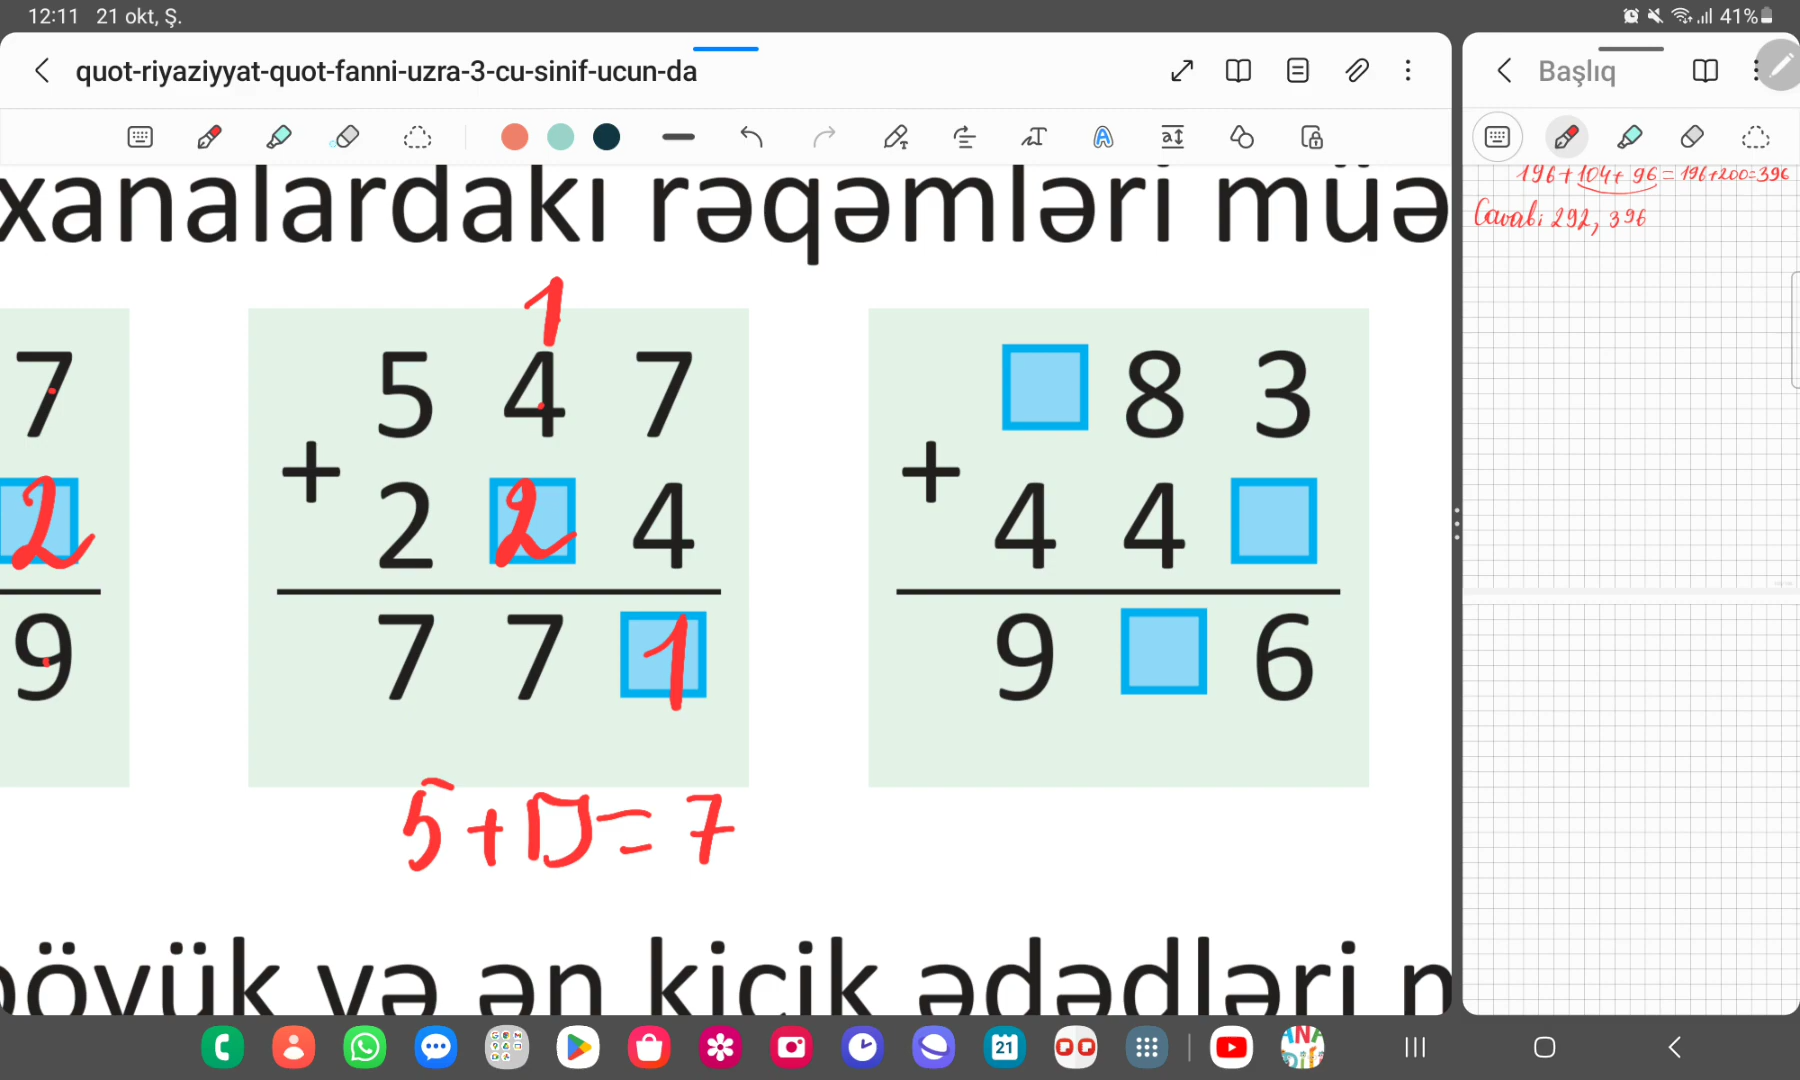 12:11 21 okt, Ş.
41%
quot-riyaziyyat-quot-fanni-uzra-3-cu-sinif-ucun-da
Başlıq
xanalardakı rəqəmləri müə
7
2
9
1
5 4 7
+ 2 2 4
7 7 1
5 + = 7
8 3
+ 4 4
9 6
böyük və ən kiçik ədədləri
196+104+96=196+200=396
Cavab: 292, 396
21